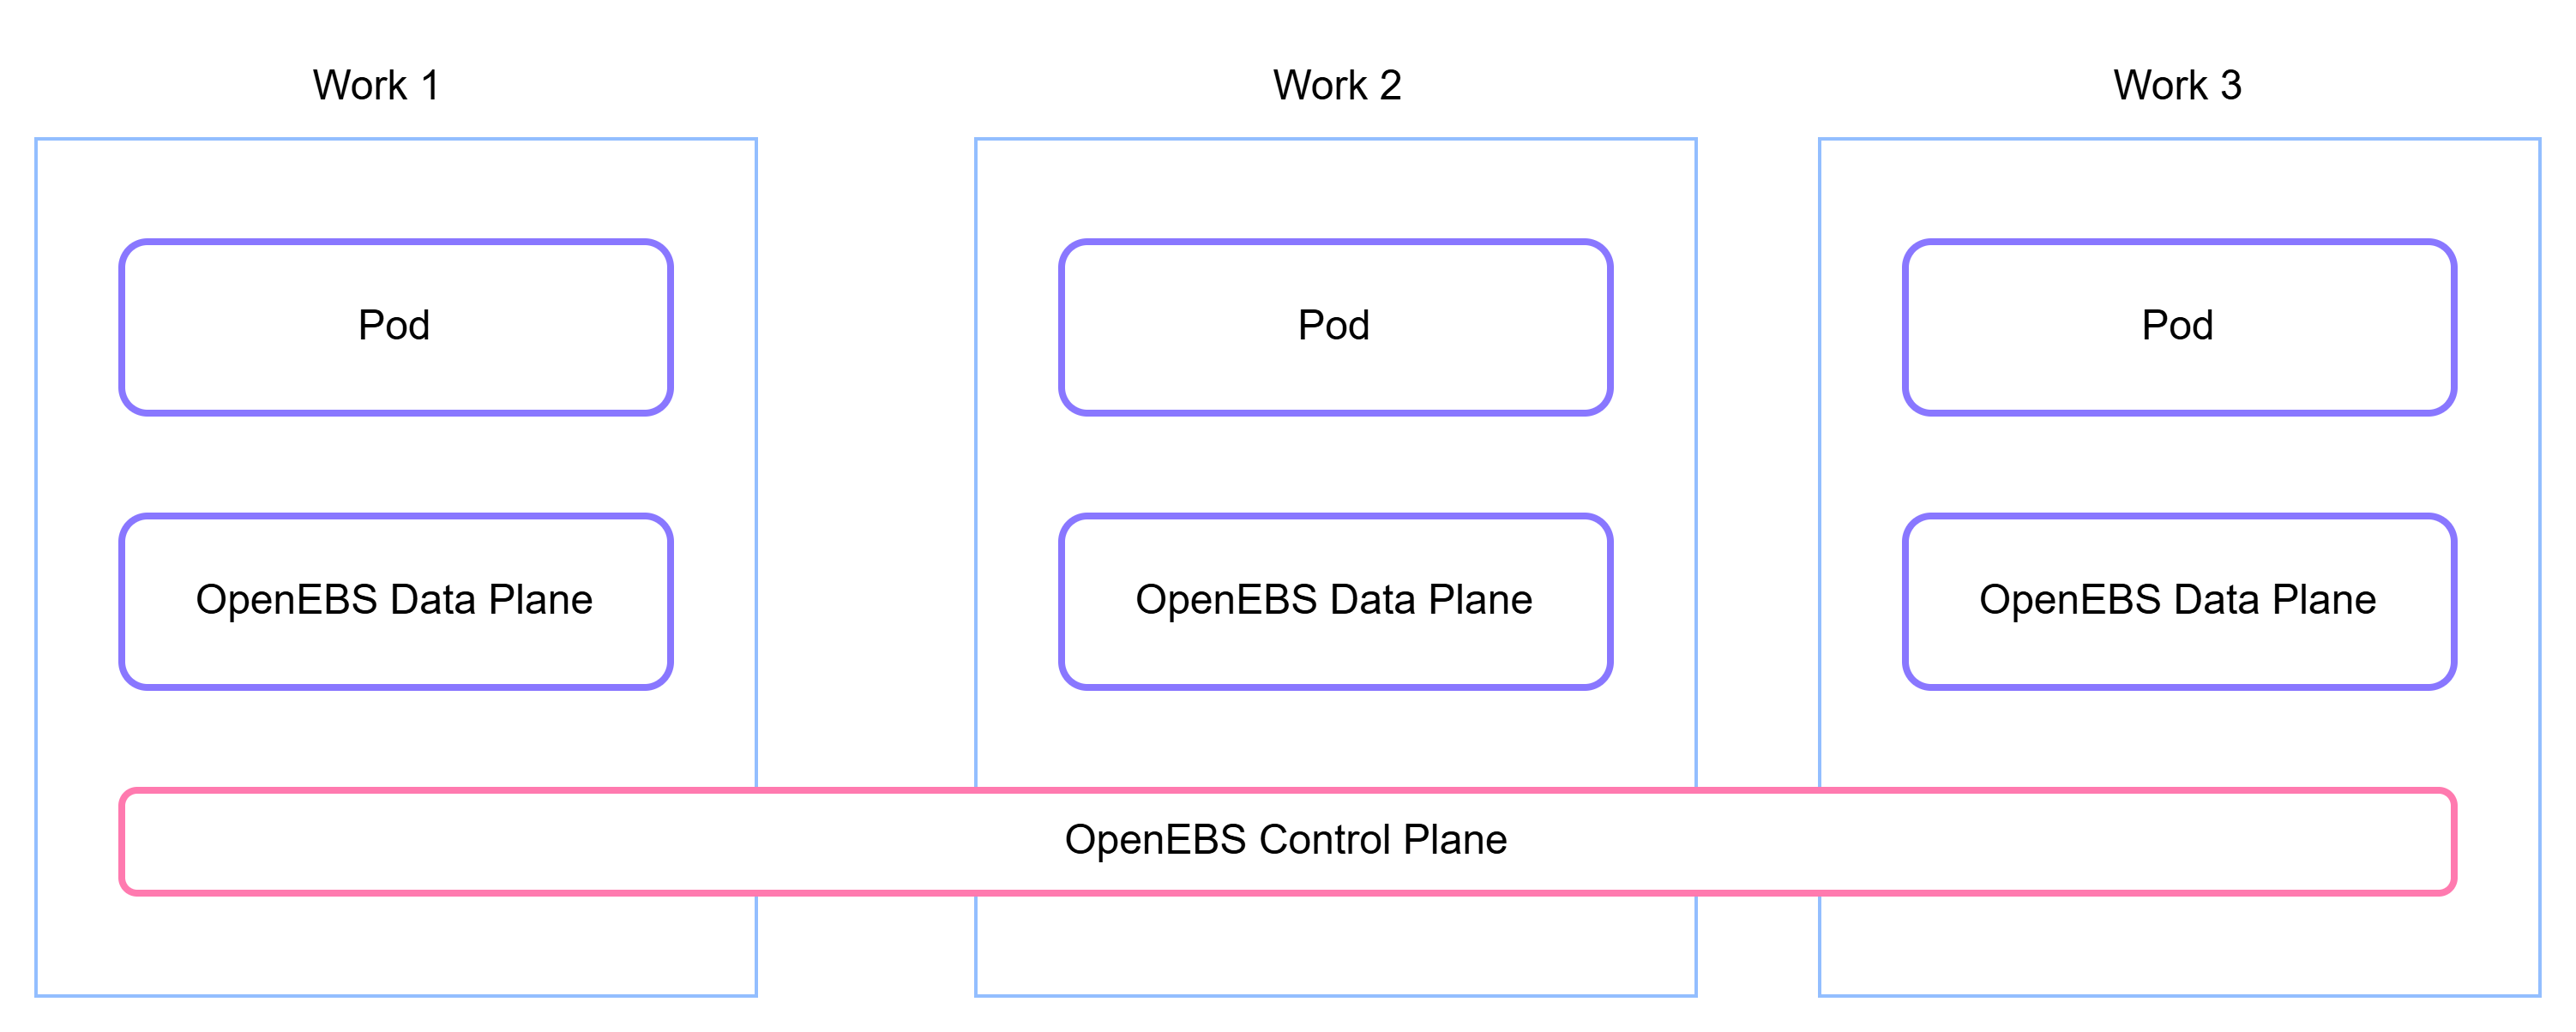 Work 1
Work 2
Work 3
Pod
Pod
Pod
OpenEBS Data Plane
OpenEBS Data Plane
OpenEBS Data Plane
OpenEBS Control Plane